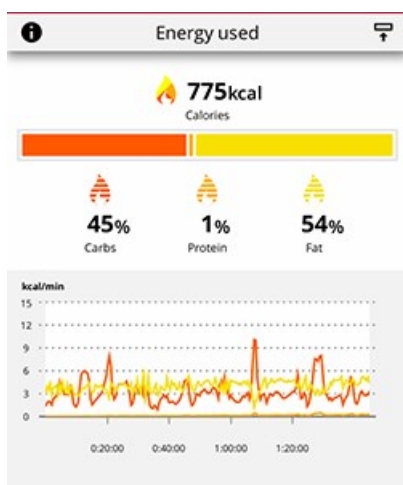 Energy used
775kcal
Calories
45% 1% 54%
Carbs Protein Fat
kcal/min
15
12
9
6
3
0
0:20:00 0:40:00 1:00:00 1:20:00